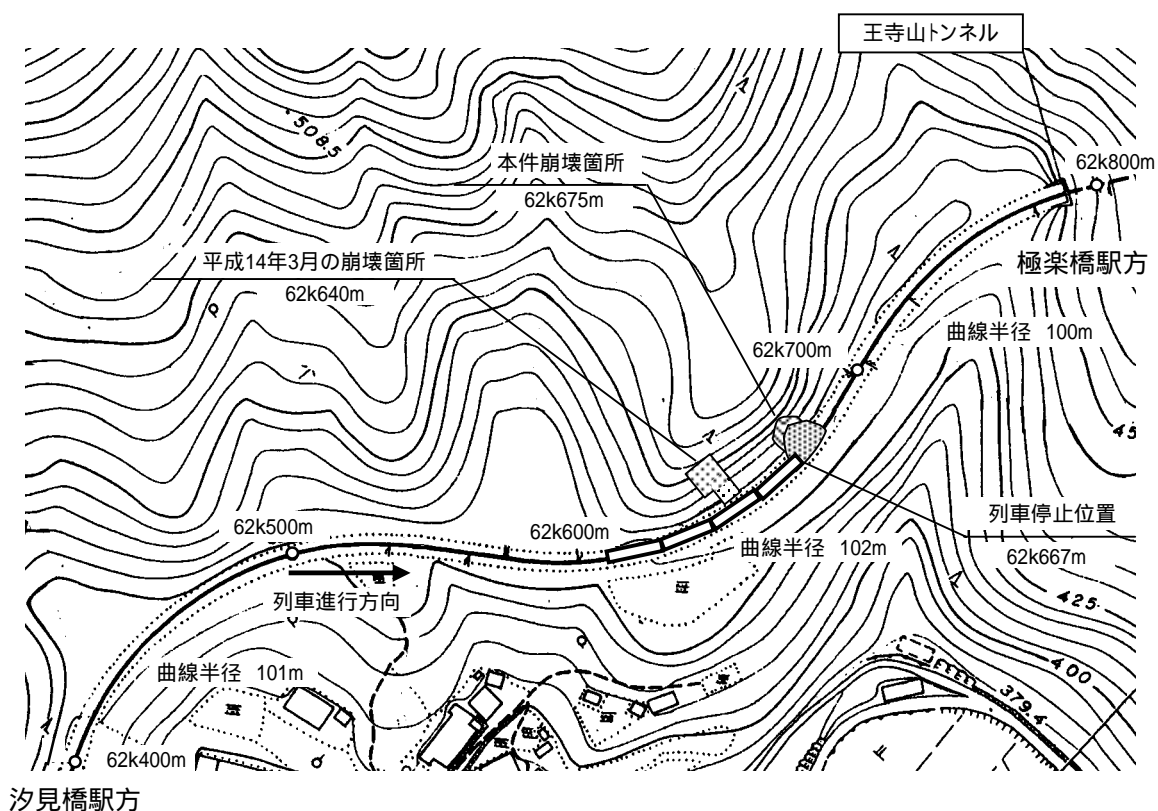 王寺山トンネル
508.5
本件崩壊箇所
62k675m
62k800m
平成14年3月の崩壊箇所
62k640m
極楽橋駅方
曲線半径 100m
62k700m
45
62k500m
62k600m
列車停止位置
62k667m
曲線半径 102m
列車進行方向
425
400
曲線半径 101m
379.4
62k400m
汐見橋駅方